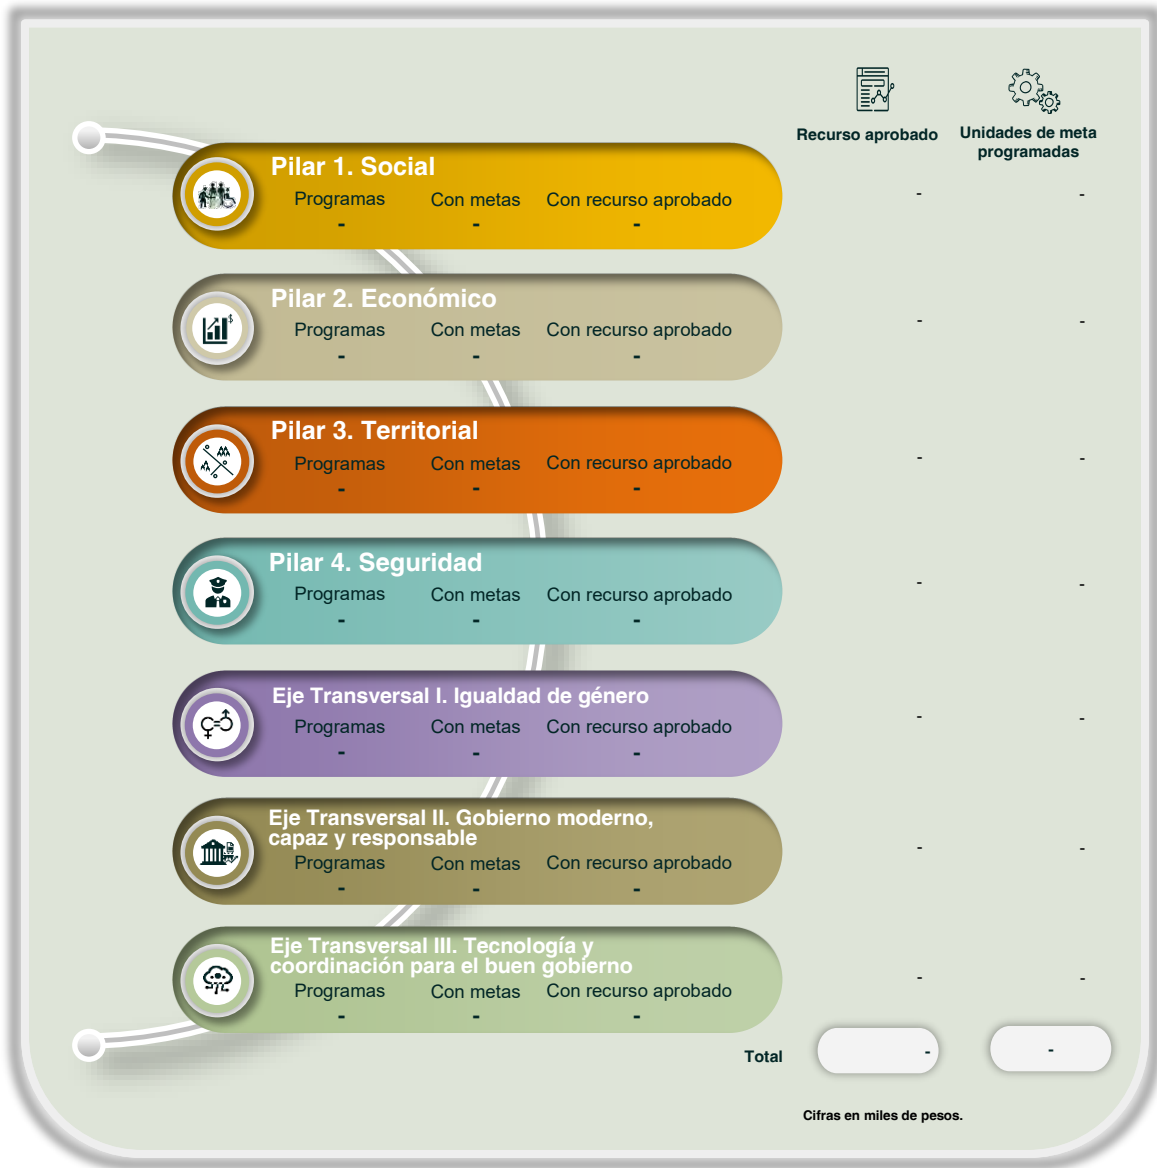 Recurso aprobado
Unidades de meta
programadas
Pilar 1. Social
Programas Con metas Con recurso aprobado
- - -
- -
Pilar 2. Económico
Programas Con metas Con recurso aprobado
- - -
- -
Pilar 3. Territorial
Programas Con metas Con recurso aprobado
- - -
- -
Pilar 4. Seguridad
Programas Con metas Con recurso aprobado
- - -
- -
Eje Transversal I. Igualdad de género
Programas Con metas Con recurso aprobado
- - -
- -
Eje Transversal II. Gobierno moderno,
capaz y responsable
Programas Con metas Con recurso aprobado
- - -
- -
Eje Transversal III. Tecnología y
coordinación para el buen gobierno
Programas Con metas Con recurso aprobado
- - -
- -
Total - -
Cifras en miles de pesos.